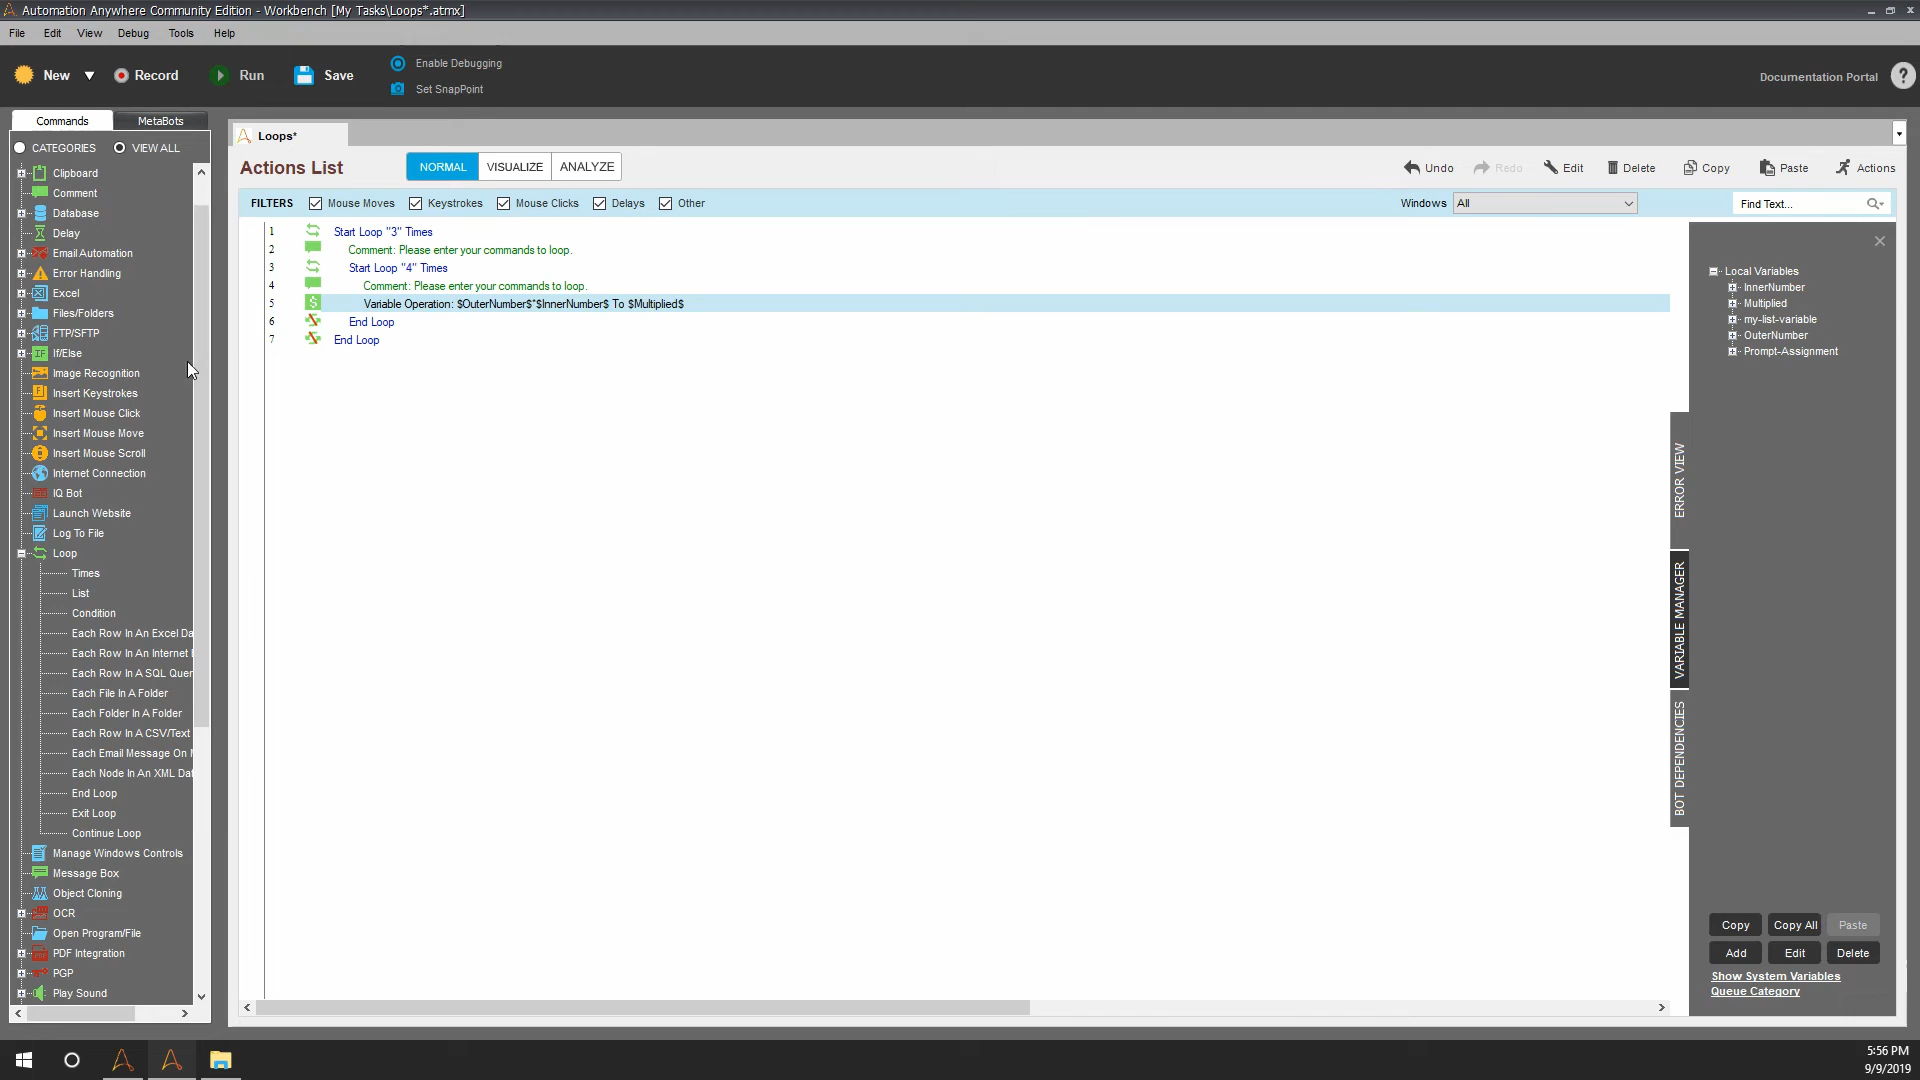 Automation Anywhere Community Edition - Workbench [My Tasks\Loops*.atmx]
File Edit View Debug Tools Help
New Record Run Save
Enable Debugging
Set SnapPoint
Documentation Portal ?
Commands MetaBots
CATEGORIES VIEW ALL
Clipboard
Comment
Database
Delay
Email Automation
Error Handling
Excel
Files/Folders
FTP/SFTP
If/Else
Image Recognition
Insert Keystrokes
Insert Mouse Click
Insert Mouse Move
Insert Mouse Scroll
Internet Connection
IQ Bot
Launch Website
Log To File
Loop
Times
List
Condition
Each Row In An Excel Da
Each Row In An Internet
Each Row In A SQL Quer
Each File In A Folder
Each Folder In A Folder
Each Row In A CSV/Text
Each Email Message On
Each Node In An XML Dat
End Loop
Exit Loop
Continue Loop
Manage Windows Controls
Message Box
Object Cloning
OCR
Open Program/File
PDF Integration
PGP
Play Sound
Loops*
Actions List NORMAL VISUALIZE ANALYZE
Undo Redo Edit Delete Copy Paste Actions
FILTERS Mouse Moves Keystrokes Mouse Clicks Delays Other
Windows All Find Text...
1 Start Loop "3" Times
2 Comment: Please enter your commands to loop.
3 Start Loop "4" Times
4 Comment: Please enter your commands to loop.
5 Variable Operation: $OuterNumber$*$InnerNumber$ To $Multiplied$
6 End Loop
7 End Loop
ERROR VIEW
VARIABLE MANAGER
BOT DEPENDENCIES
Local Variables
InnerNumber
Multiplied
my-list-variable
OuterNumber
Prompt-Assignment
Copy Copy All Paste
Add Edit Delete
Show System Variables
Queue Category
5:56 PM
9/9/2019